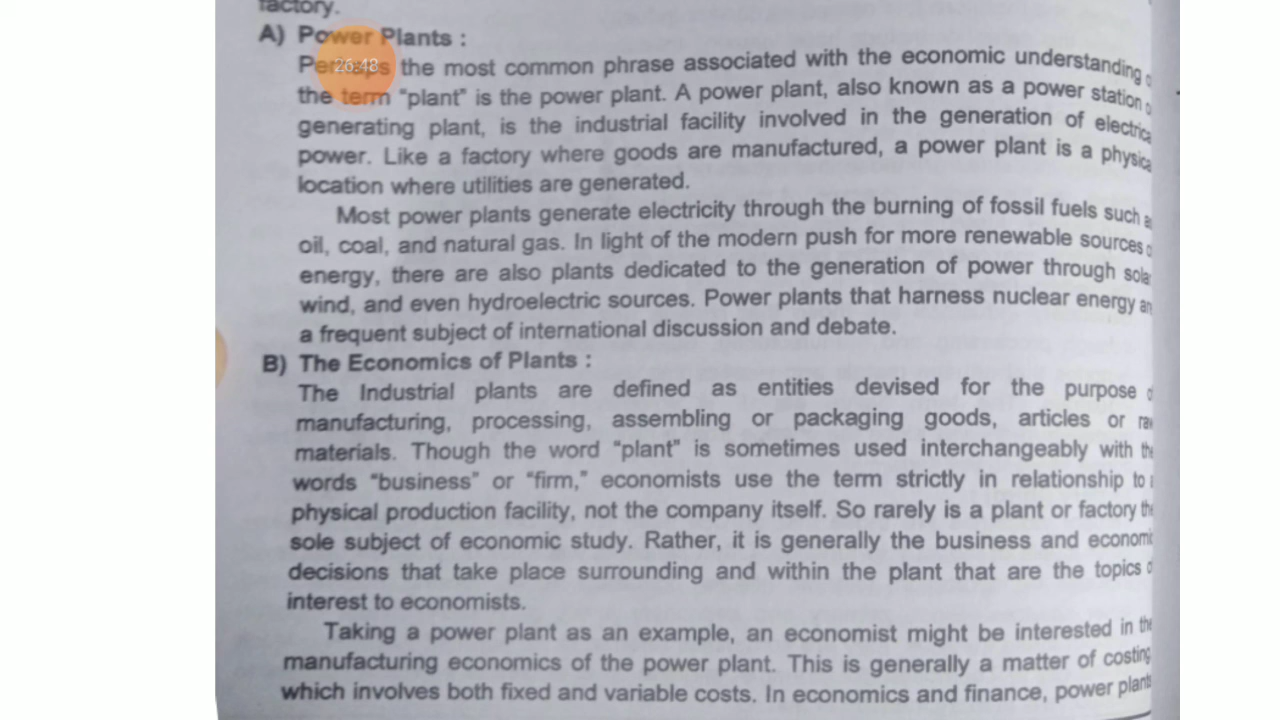 factory.
A) Power Plants :
26:48
Perhaps the most common phrase associated with the economic understanding
the term “plant” is the power plant. A power plant, also known as a power station
generating plant, is the industrial facility involved in the generation of electrica
power. Like a factory where goods are manufactured, a power plant is a physica
location where utilities are generated.
Most power plants generate electricity through the burning of fossil fuels such a
oil, coal, and natural gas. In light of the modern push for more renewable sources
energy, there are also plants dedicated to the generation of power through sola
wind, and even hydroelectric sources. Power plants that harness nuclear energy
a frequent subject of international discussion and debate.
B) The Economics of Plants :
The Industrial plants are defined as entities devised for the purpose
manufacturing, processing, assembling or packaging goods, articles or raw
materials. Though the word “plant” is sometimes used interchangeably with the
words “business” or “firm,” economists use the term strictly in relationship to a
physical production facility, not the company itself. So rarely is a plant or factory the
sole subject of economic study. Rather, it is generally the business and economi
decisions that take place surrounding and within the plant that are the topics
interest to economists.
Taking a power plant as an example, an economist might be interested in the
manufacturing economics of the power plant. This is generally a matter of costing
which involves both fixed and variable costs. In economics and finance, power plants